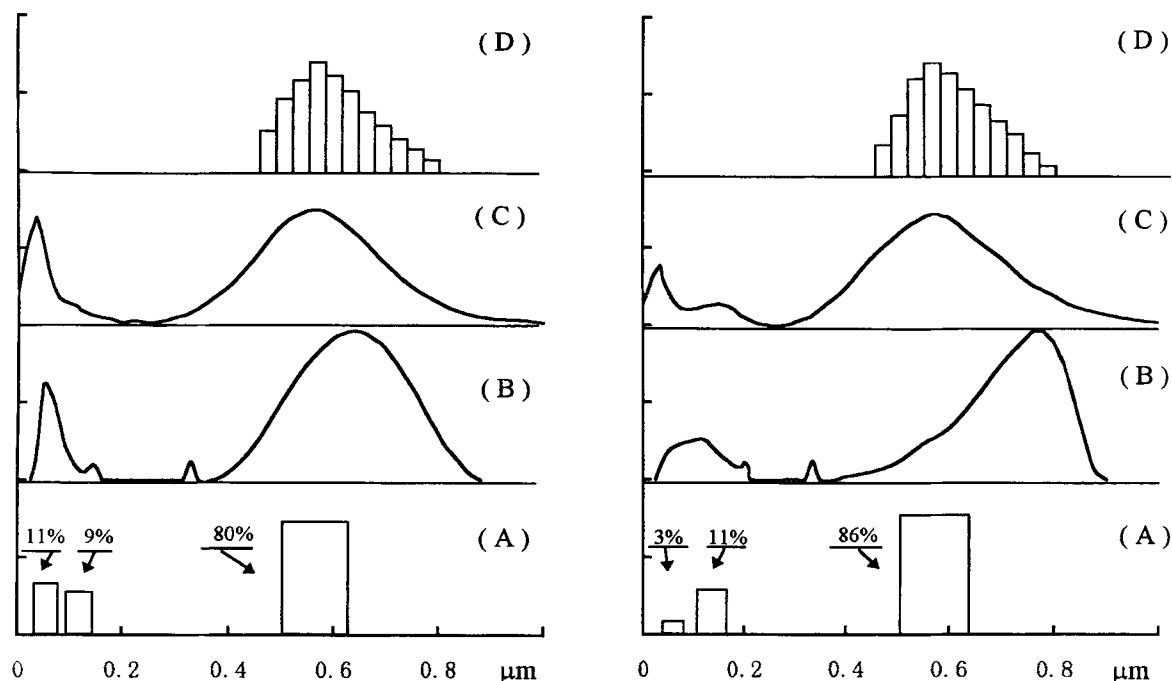 ( D )
( D )
( C )
( C )
( B )
( B )
11% 9% 80% ( A )
3% 11% 86% ( A )
0 0.2 0.4 0.6 0.8 μm
0 0.2 0.4 0.6 0.8 μm